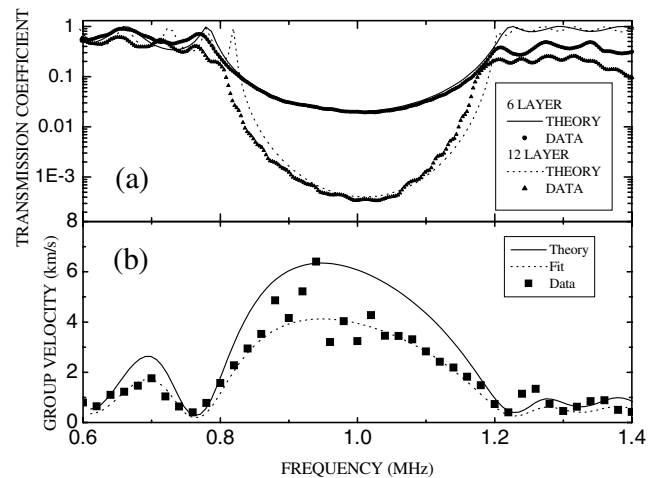 1
0.1
0.01
1E-3
TRANSMISSION COEFFICIENT
(a)
6 LAYER
THEORY
DATA
12 LAYER
THEORY
DATA
8
6
4
2
0
GROUP VELOCITY (km/s)
(b)
Theory
Fit
Data
0.6 0.8 1.0 1.2 1.4
FREQUENCY (MHz)